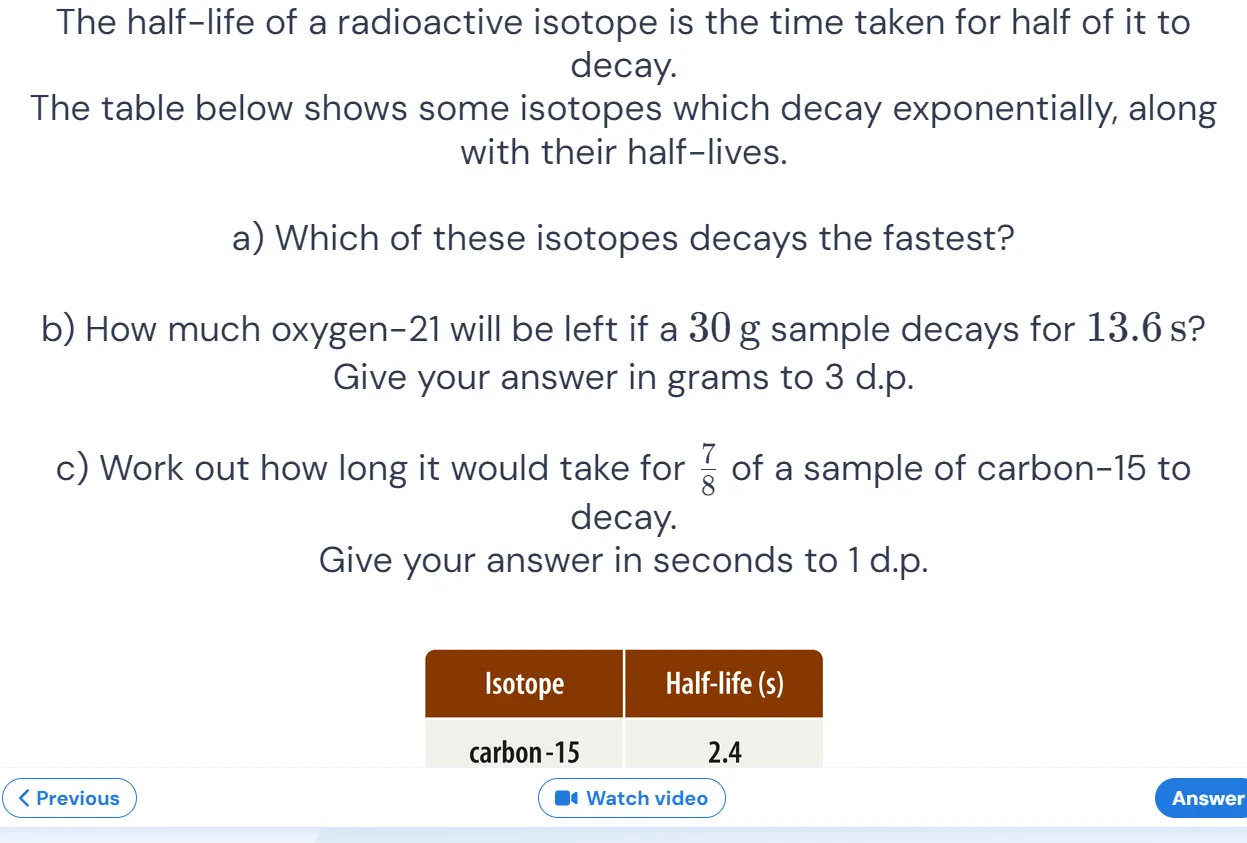 The half-life of a radioactive isotope is the time taken for half of it to
decay.
The table below shows some isotopes which decay exponentially, along
with their half-lives.
a) Which of these isotopes decays the fastest?
b) How much oxygen-21 will be left if a 30 g sample decays for 13.6 s?
Give your answer in grams to 3 d.p.
c) Work out how long it would take for 7/8 of a sample of carbon-15 to
decay.
Give your answer in seconds to 1 d.p.
Isotope Half-life (s)
carbon-15 2.4
Previous Watch video Answer